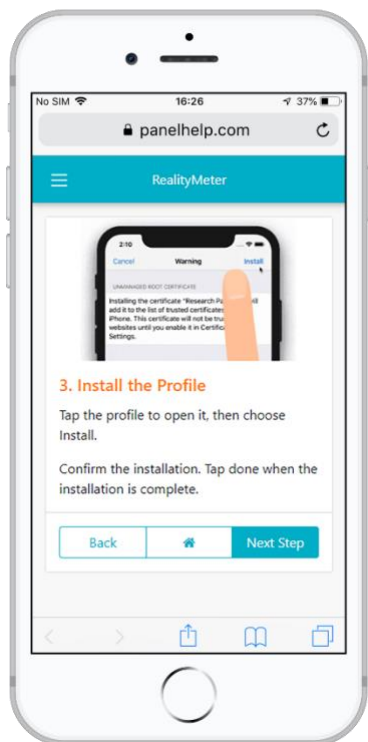 No SIM 16:26 37%
panelhelp.com
RealityMeter
2:10
Cancel Warning Install
UNMANAGED ROOT CERTIFICATE
Installing the certificate "Research
add it to the list of trusted certificates
iPhone. This certificate will not be
websites until you enable it in
Settings.
3. Install the Profile
Tap the profile to open it, then choose
Install.
Confirm the installation. Tap done when the
installation is complete.
Back Next Step